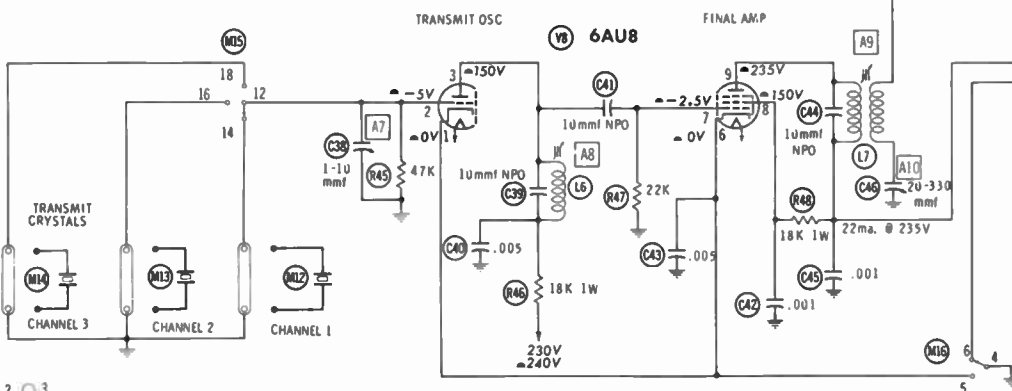 TRANSMIT OSC
FINAL AMP
V8 6AU8
M15
18
16
12
14
3
150V
-5V
2
0V
1
C38
A7
1-10
mmf
R45
47K
10mmf NPO
C39
A8
L6
C40
.005
R46
18K 1W
230V
240V
C41
10mmf NPO
-2.5V
7
0V
6
9
235V
150V
8
R47
22K
C43
.005
A9
C44
10mmf
NPO
L7
A10
C46
20-330
mmf
R48
18K 1W
22ma. @ 235V
C45
.001
C42
.001
TRANSMIT
CRYSTALS
M14
CHANNEL 3
M13
CHANNEL 2
M12
CHANNEL 1
M16
6
4
5
2
3